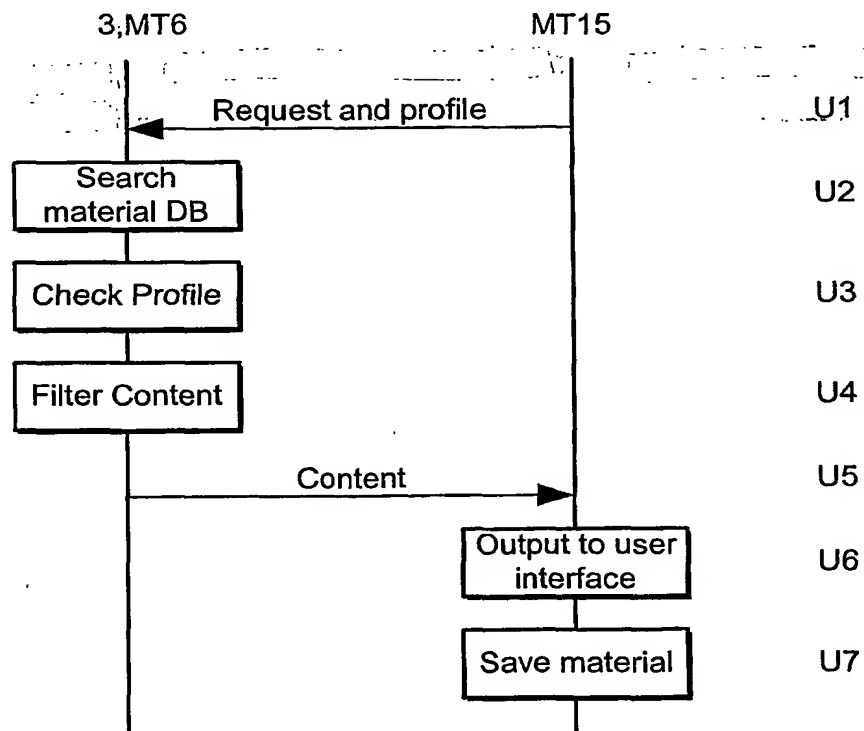 3;MT6 MT15
Request and profile U1
Search
material DB U2
Check Profile U3
Filter Content U4
Content U5
Output to user
interface U6
Save material U7